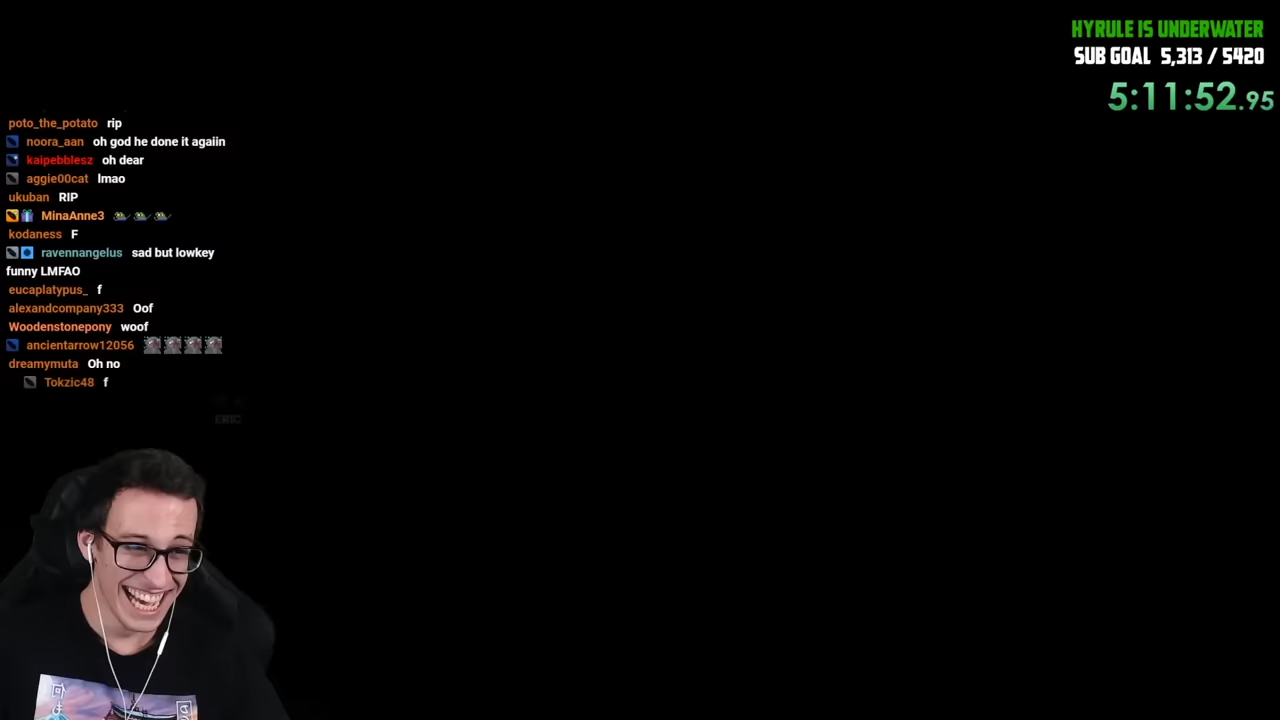 HYRULE IS UNDERWATER
SUB GOAL 5,313 / 5420
5:11:52.95
poto_the_potato rip
noora_aan oh god he done it agaiin
kaipebblesz oh dear
aggie00cat lmao
ukuban RIP
MinaAnne3
kodaness F
ravennangelus sad but lowkey
funny LMFAO
eucaplatypus_ f
alexandcompany333 Oof
Woodenstonepony woof
ancientarrow12056
dreamymuta Oh no
Tokzic48 f